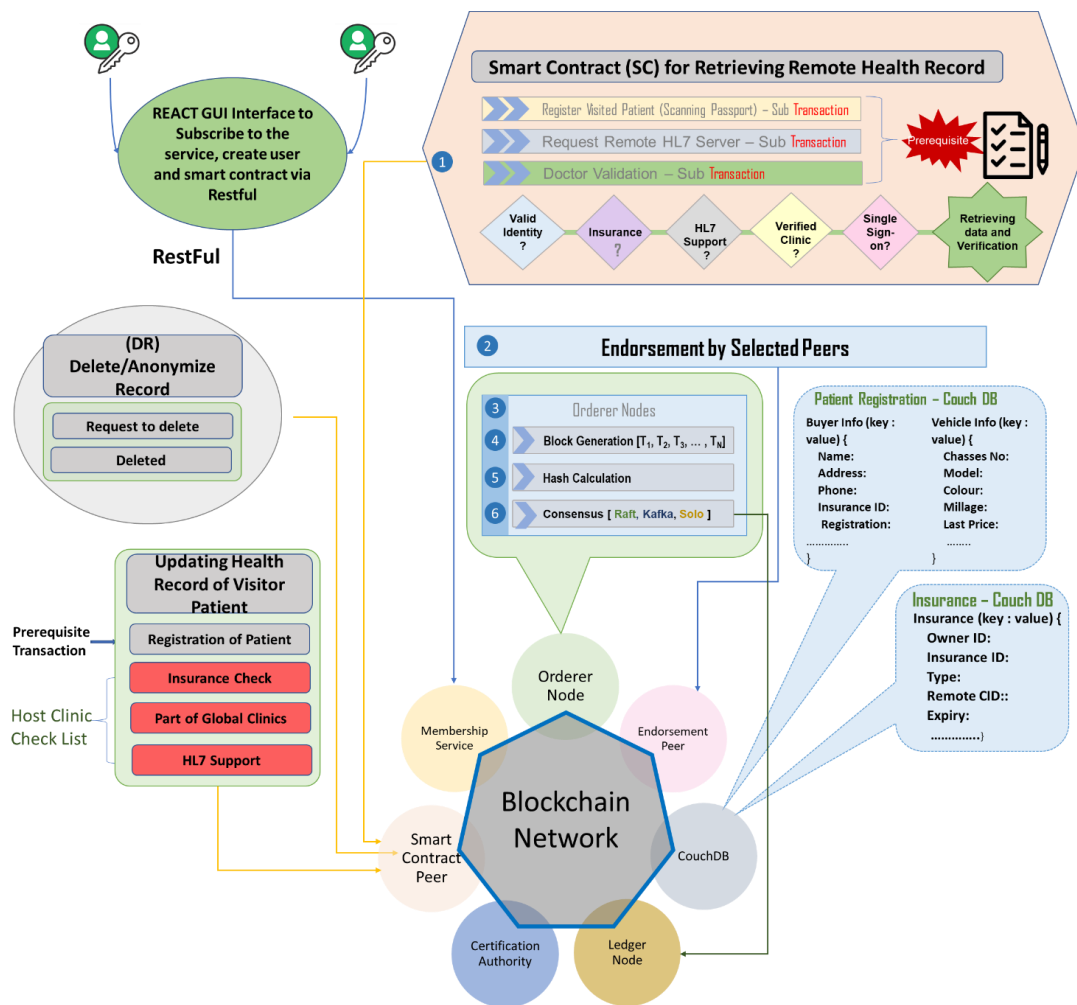 REACT GUI Interface to
Subscribe to the
service, create user
and smart contract via
Restful
RestFul
1
Smart Contract (SC) for Retrieving Remote Health Record
Register Visited Patient (Scanning Passport) – Sub Transaction
Request Remote HL7 Server – Sub Transaction
Doctor Validation – Sub Transaction
Prerequisite
Valid
Identity
?
Insurance
?
HL7
Support
?
Verified
Clinic
?
Single
Sign-
on?
Retrieving
data and
Verification
(DR)
Delete/Anonymize
Record
Request to delete
Deleted
2
Endorsement by Selected Peers
3
Orderer Nodes
4
Block Generation [T1, T2, T3, ... , TN]
5
Hash Calculation
6
Consensus [ Raft, Kafka, Solo ]
Patient Registration – Couch DB
Buyer Info (key :
value) {
Name:
Address:
Phone:
Insurance ID:
Registration:
.............
}
Vehicle Info (key :
value) {
Chasses No:
Model:
Colour:
Millage:
Last Price:
........
}
Insurance – Couch DB
Insurance (key : value) {
Owner ID:
Insurance ID:
Type:
Remote CID::
Expiry:
..............}
Updating Health
Record of Visitor
Patient
Prerequisite
Transaction
Registration of Patient
Insurance Check
Part of Global Clinics
HL7 Support
Host Clinic
Check List
Orderer
Node
Membership
Service
Endorsement
Peer
Blockchain
Network
Smart
Contract
Peer
CouchDB
Certification
Authority
Ledger
Node